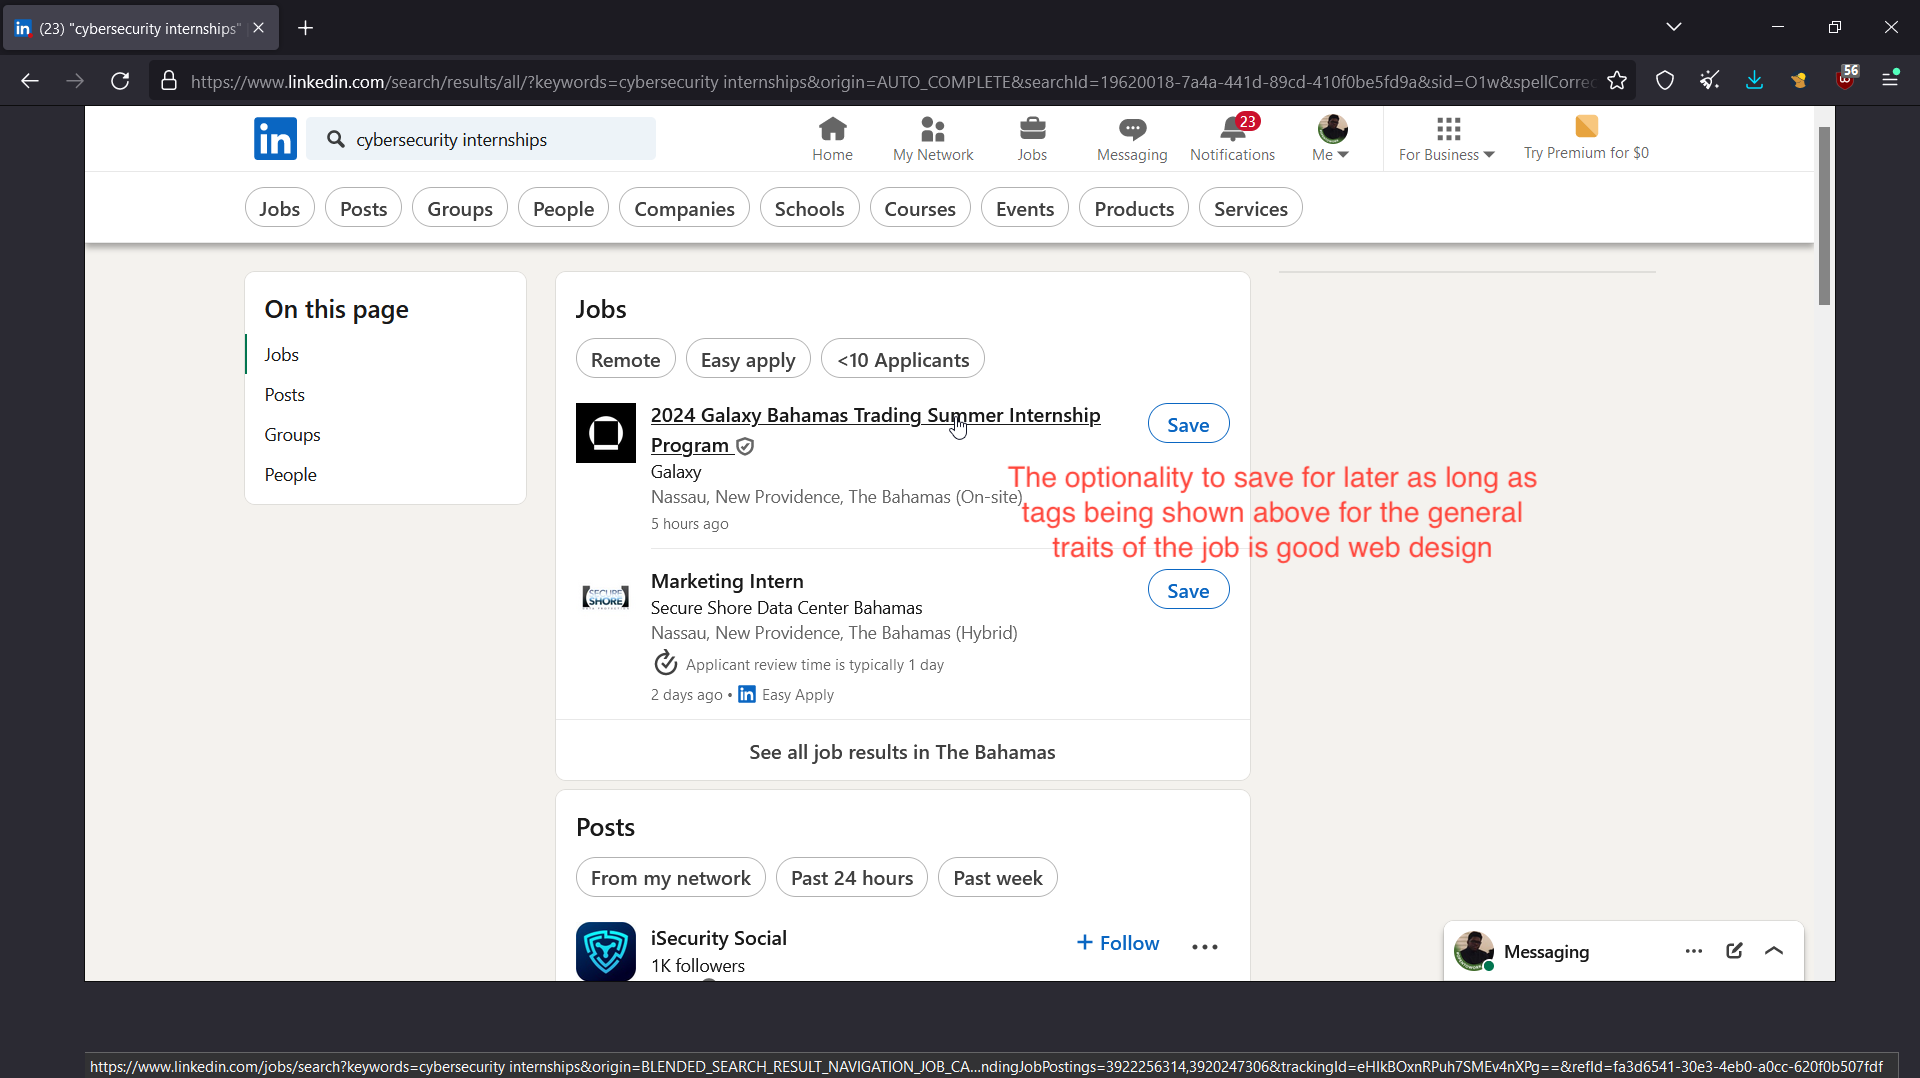 (23) "cybersecurity internships"
https://www.linkedin.com/search/results/all/?keywords=cybersecurity internships&origin=AUTO_COMPLETE&searchId=19620018-7a4a-441d-89cd-410f0be5fd9a&sid=O1w&spellCorrec
56
in
cybersecurity internships
Home
My Network
Jobs
Messaging
23
Notifications
Me
For Business
Try Premium for $0
Jobs
Posts
Groups
People
Companies
Schools
Courses
Events
Products
Services
On this page
Jobs
Posts
Groups
People
Jobs
Remote
Easy apply
<10 Applicants
2024 Galaxy Bahamas Trading Summer Internship
Program
Galaxy
Nassau, New Providence, The Bahamas (On-site)
5 hours ago
Save
The optionality to save for later as long as
tags being shown above for the general
traits of the job is good web design
SECURE
SHORE
Marketing Intern
Secure Shore Data Center Bahamas
Nassau, New Providence, The Bahamas (Hybrid)
Applicant review time is typically 1 day
2 days ago • in Easy Apply
Save
See all job results in The Bahamas
Posts
From my network
Past 24 hours
Past week
iSecurity Social
1K followers
+ Follow
Messaging
https://www.linkedin.com/jobs/search?keywords=cybersecurity internships&origin=BLENDED_SEARCH_RESULT_NAVIGATION_JOB_CA...ndingJobPostings=3922256314,3920247306&trackingId=eHIkBOxnRPuh7SMEv4nXPg==&refId=fa3d6541-30e3-4eb0-a0cc-620f0b507fdf